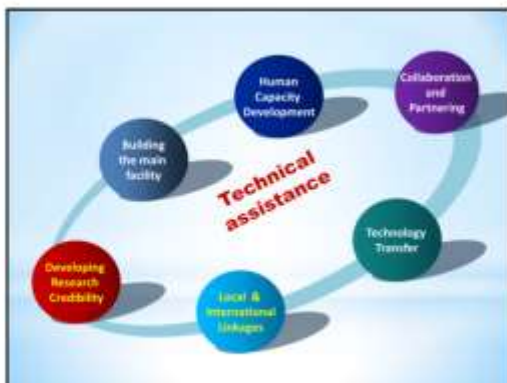 Human
Capacity
Development
Collaboration
and
Partnering
Building
the main
facility
Technical
assistance
Technology
Transfer
Developing
Research
Credibility
Local &
International
Linkages